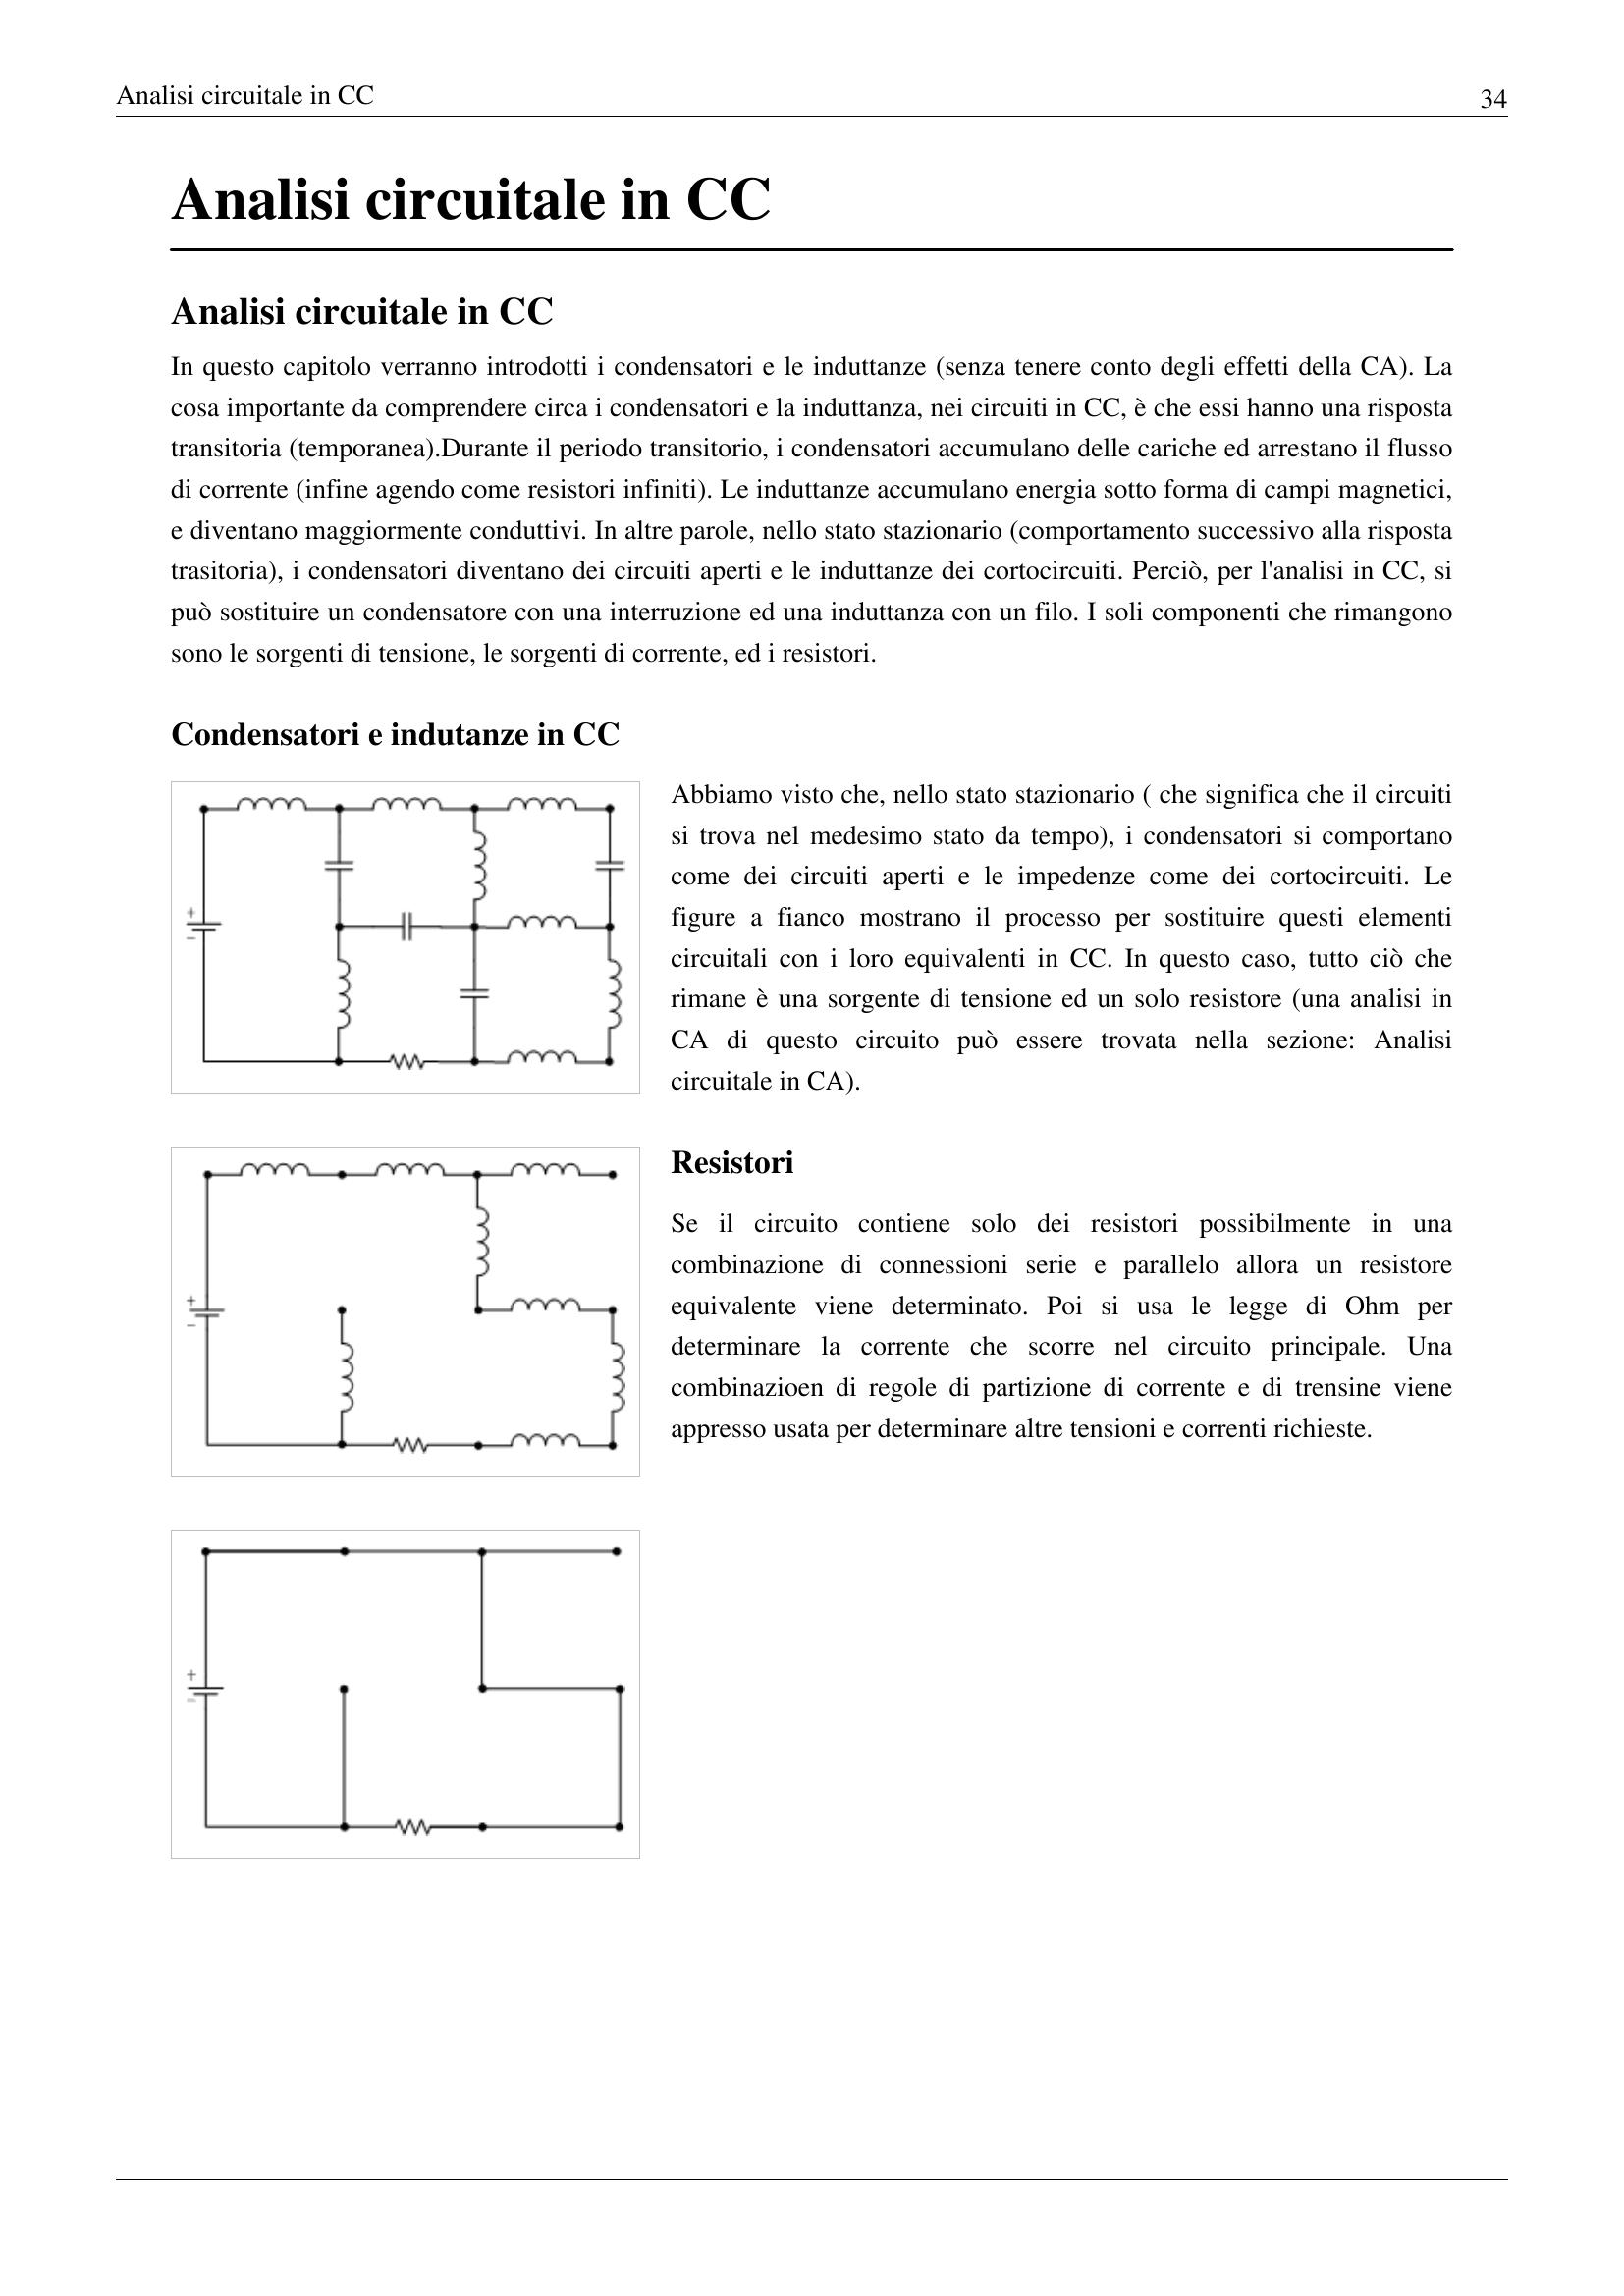 Analisi circuitale in CC
34
Analisi circuitale in CC
Analisi circuitale in CC
In questo capitolo verranno introdotti i condensatori e le induttanze (senza tenere conto degli effetti della CA). La
cosa importante da comprendere circa i condensatori e la induttanza, nei circuiti in CC, è che essi hanno una risposta
transitoria (temporanea).Durante il periodo transitorio, i condensatori accumulano delle cariche ed arrestano il flusso
di corrente (infine agendo come resistori infiniti). Le induttanze accumulano energia sotto forma di campi magnetici,
e diventano maggiormente conduttivi. In altre parole, nello stato stazionario (comportamento successivo alla risposta
trasitoria), i condensatori diventano dei circuiti aperti e le induttanze dei cortocircuiti. Perciò, per l'analisi in CC, si
può sostituire un condensatore con una interruzione ed una induttanza con un filo. I soli componenti che rimangono
sono le sorgenti di tensione, le sorgenti di corrente, ed i resistori.
Condensatori e indutanze in CC
Abbiamo visto che, nello stato stazionario ( che significa che il circuiti
si trova nel medesimo stato da tempo), i condensatori si comportano
come dei circuiti aperti e le impedenze come dei cortocircuiti. Le
figure a fianco mostrano il processo per sostituire questi elementi
circuitali con i loro equivalenti in CC. In questo caso, tutto ciò che
rimane è una sorgente di tensione ed un solo resistore (una analisi in
CA di questo circuito può essere trovata nella sezione: Analisi
circuitale in CA).
+
−
Resistori
Se il circuito contiene solo dei resistori possibilmente in una
combinazione di connessioni serie e parallelo allora un resistore
equivalente viene determinato. Poi si usa le legge di Ohm per
determinare la corrente che scorre nel circuito principale. Una
combinazioen di regole di partizione di corrente e di trensine viene
appresso usata per determinare altre tensioni e correnti richieste.
+
−
+
−